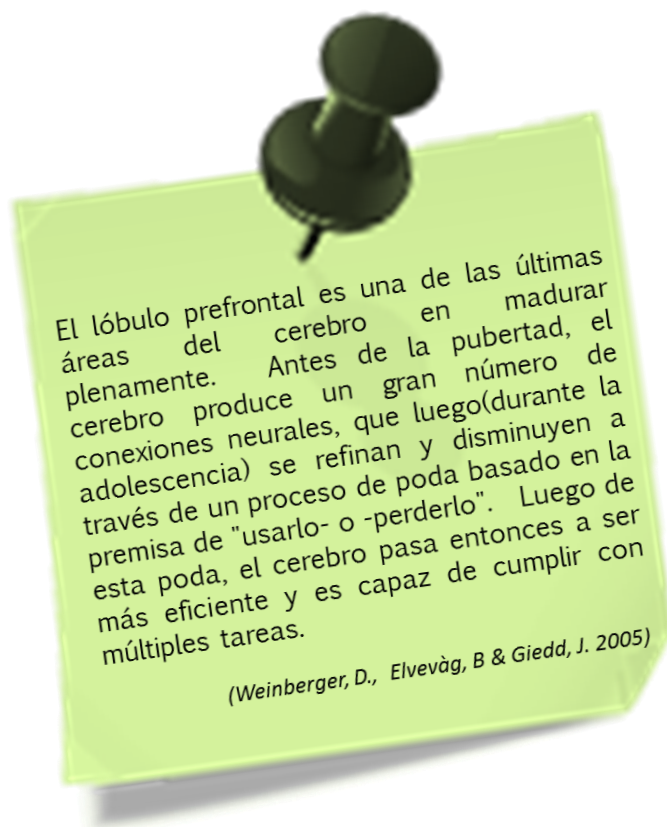 El lóbulo prefrontal es una de las últimas
áreas del cerebro en madurar
plenamente. Antes de la pubertad, el
cerebro produce un gran número de
conexiones neurales, que luego(durante la
adolescencia) se refinan y disminuyen a
través de un proceso de poda basado en la
premisa de "usarlo- o -perderlo". Luego de
esta poda, el cerebro pasa entonces a ser
más eficiente y es capaz de cumplir con
múltiples tareas.
(Weinberger, D., Elvevàg, B & Giedd, J. 2005)